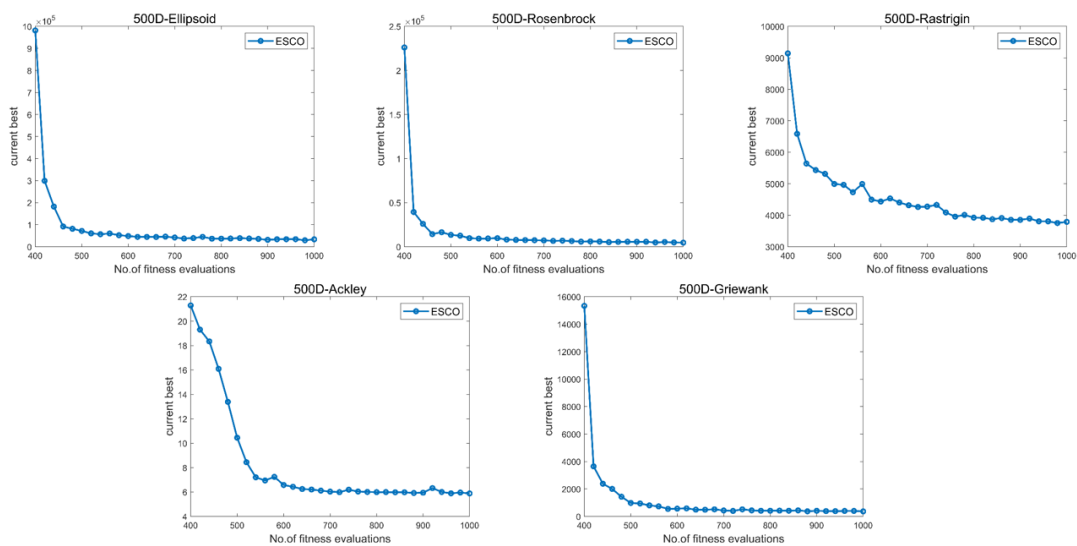 500D-Ellipsoid
×10^5
10
9
8
7
6
5
4
3
2
1
0
400 500 600 700 800 900 1000
current best
No.of fitness evaluations
ESCO
500D-Rosenbrock
×10^5
2.5
2
1.5
1
0.5
0
400 500 600 700 800 900 1000
current best
No.of fitness evaluations
ESCO
500D-Rastrigin
10000
9000
8000
7000
6000
5000
4000
3000
400 500 600 700 800 900 1000
current best
No.of fitness evaluations
ESCO
500D-Ackley
22
20
18
16
14
12
10
8
6
4
400 500 600 700 800 900 1000
current best
No.of fitness evaluations
ESCO
500D-Griewank
16000
14000
12000
10000
8000
6000
4000
2000
0
400 500 600 700 800 900 1000
current best
No.of fitness evaluations
ESCO